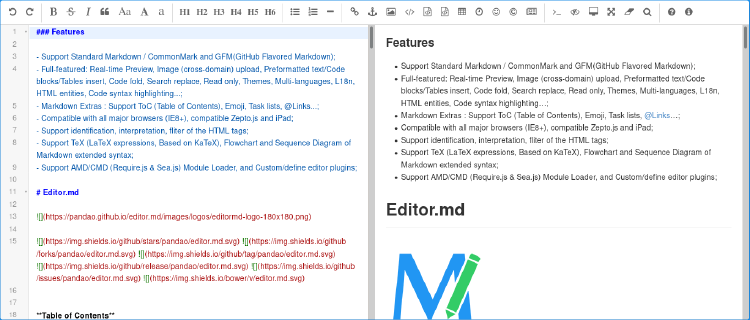 B S I 66 Aa A a H1 H2 H3 H4 H5 H6
1 ### Features
2
3 - Support Standard Markdown / CommonMark and GFM(GitHub Flavored Markdown);
4 - Full-featured: Real-time Preview, Image (cross-domain) upload, Preformatted text/Code
blocks/Tables insert, Code fold, Search replace, Read only, Themes, Multi-languages, L18n,
HTML entities, Code syntax highlighting...;
5 - Markdown Extras : Support ToC (Table of Contents), Emoji, Task lists, @Links...;
6 - Compatible with all major browsers (IE8+), compatible Zepto.js and iPad;
7 - Support identification, interpretation, fliter of the HTML tags;
8 - Support TeX (LaTeX expressions, Based on KaTeX), Flowchart and Sequence Diagram of
Markdown extended syntax;
9 - Support AMD/CMD (Require.js & Sea.js) Module Loader, and Custom/define editor plugins;
10
11 # Editor.md
12
13 ![](https://pandao.github.io/editor.md/images/logos/editormd-logo-180x180.png)
14
15 ![](https://img.shields.io/github/stars/pandao/editor.md.svg) ![](https://img.shields.io/github
/forks/pandao/editor.md.svg) ![](https://img.shields.io/github/tag/pandao/editor.md.svg)
![](https://img.shields.io/github/release/pandao/editor.md.svg) ![](https://img.shields.io/github
/issues/pandao/editor.md.svg) ![](https://img.shields.io/bower/v/editor.md.svg)
16
17
18 **Table of Contents**
Features
Support Standard Markdown / CommonMark and GFM(GitHub Flavored Markdown);
Full-featured: Real-time Preview, Image (cross-domain) upload, Preformatted text/Code
blocks/Tables insert, Code fold, Search replace, Read only, Themes, Multi-languages, L18n,
HTML entities, Code syntax highlighting...;
Markdown Extras : Support ToC (Table of Contents), Emoji, Task lists, @Links...;
Compatible with all major browsers (IE8+), compatible Zepto.js and iPad;
Support identification, interpretation, fliter of the HTML tags;
Support TeX (LaTeX expressions, Based on KaTeX), Flowchart and Sequence Diagram of
Markdown extended syntax;
Support AMD/CMD (Require.js & Sea.js) Module Loader, and Custom/define editor plugins;
Editor.md